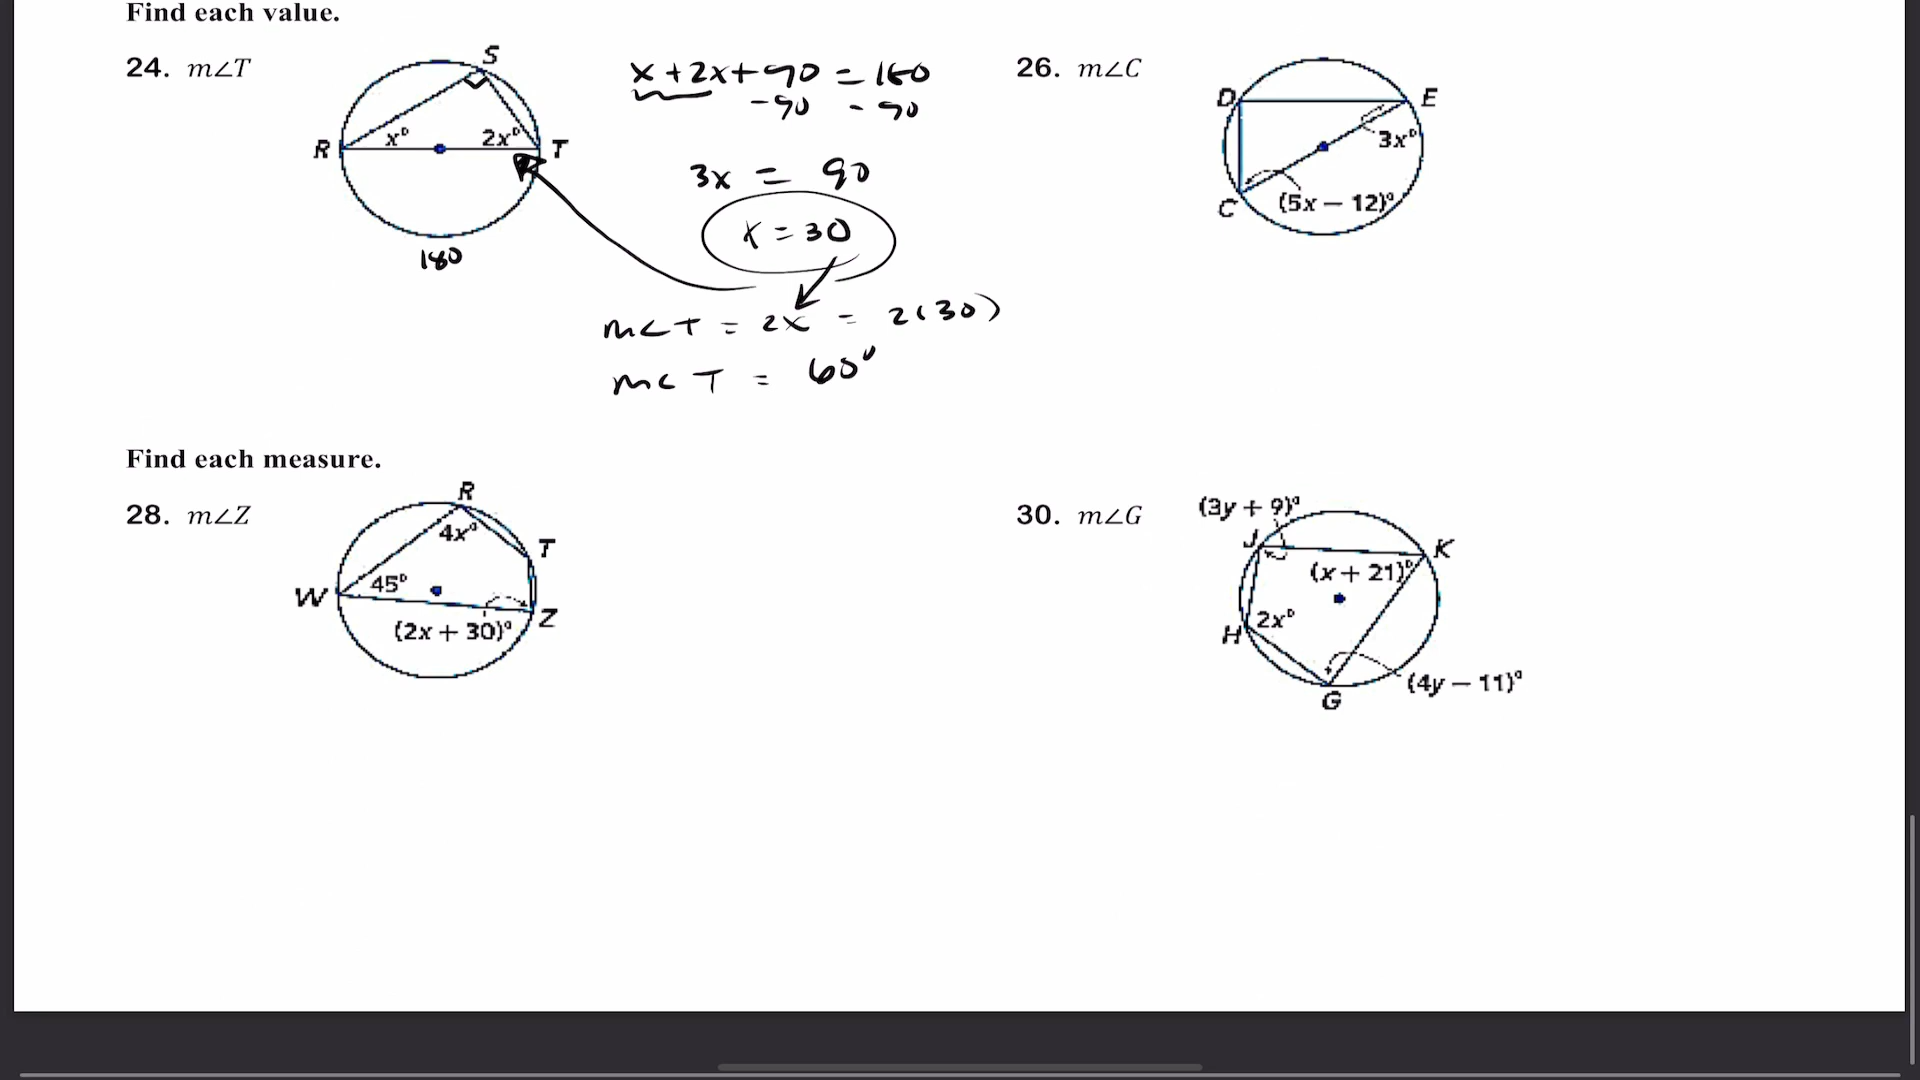 Find each value.
24. m∠T
S
R
x°
2x°
T
180
x + 2x + 90 = 180
-90 - 90
3x = 90
x = 30
m∠T = 2x = 2(30)
m∠T = 60°
26. m∠C
D
E
3x°
C
(5x – 12)°
Find each measure.
28. m∠Z
R
4x°
T
W
45°
Z
(2x + 30)°
30. m∠G
(3y + 9)°
J
K
(x + 21)°
H
2x°
G
(4y – 11)°